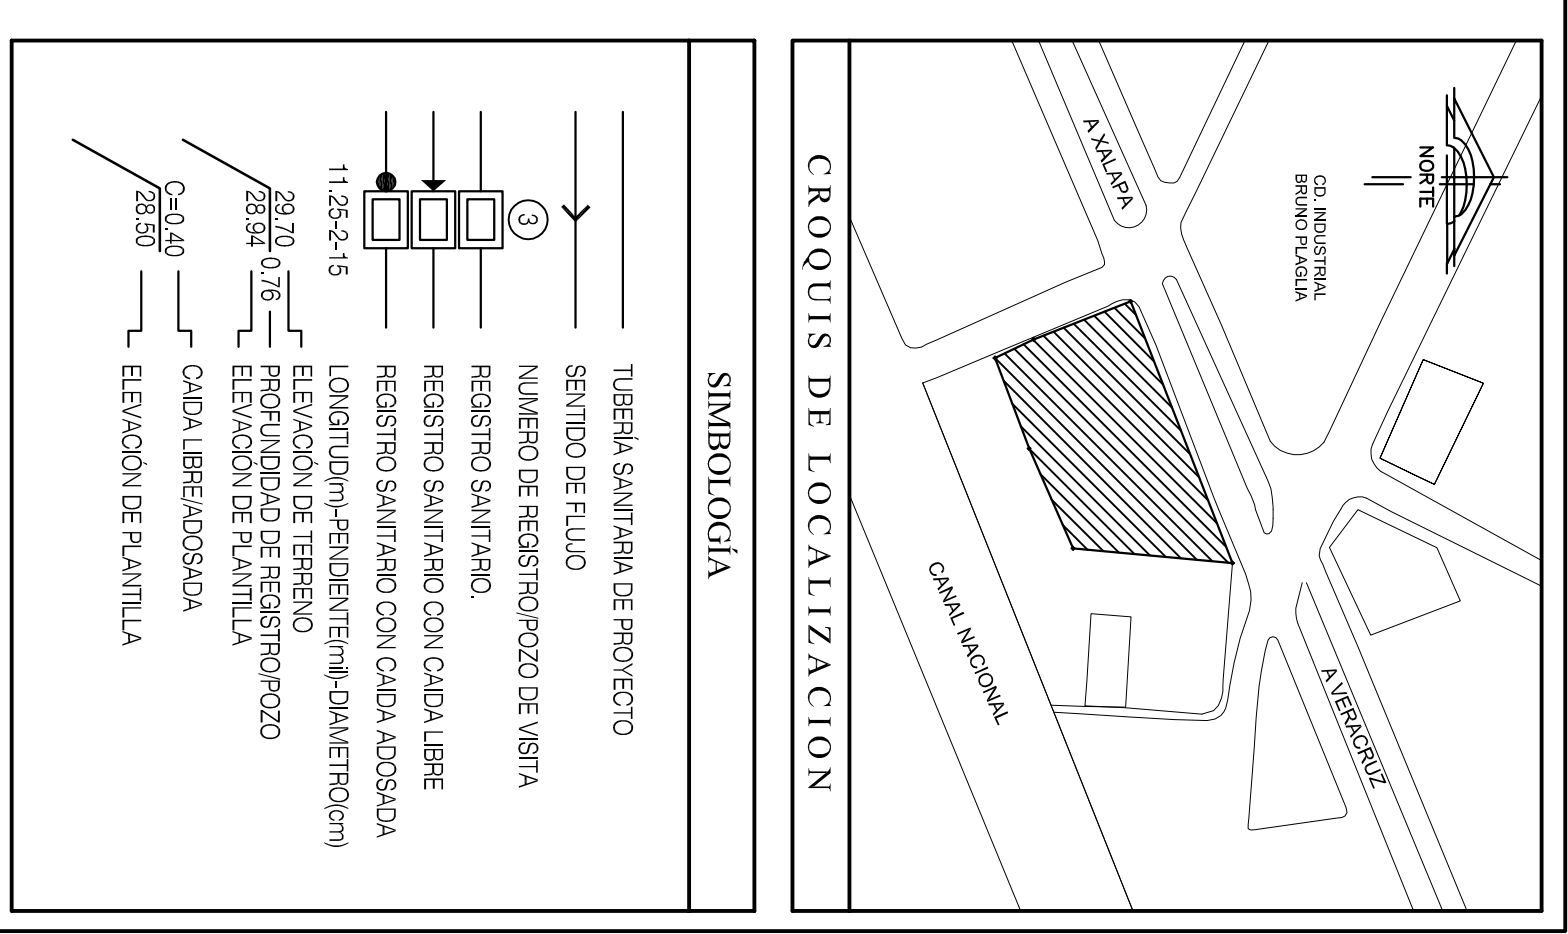 CROQUIS DE LOCALIZACION
NORTE
CD. INDUSTRIAL
BRUNO PLAGLIA
A XALAPA
A VERACRUZ
CANAL NACIONAL
SIMBOLOGÍA
TUBERÍA SANITARIA DE PROYECTO
SENTIDO DE FLUJO
3
NUMERO DE REGISTRO/POZO DE VISITA
REGISTRO SANITARIO.
REGISTRO SANITARIO CON CAIDA LIBRE
REGISTRO SANITARIO CON CAIDA ADOSADA
11.25-2-15
LONGITUD(m)-PENDIENTE(mil)-DIAMETRO(cm)
29.70
ELEVACIÓN DE TERRENO
0.76
PROFUNDIDAD DE REGISTRO/POZO
28.94
ELEVACIÓN DE PLANTILLA
C=0.40
CAIDA LIBRE/ADOSADA
28.50
ELEVACIÓN DE PLANTILLA